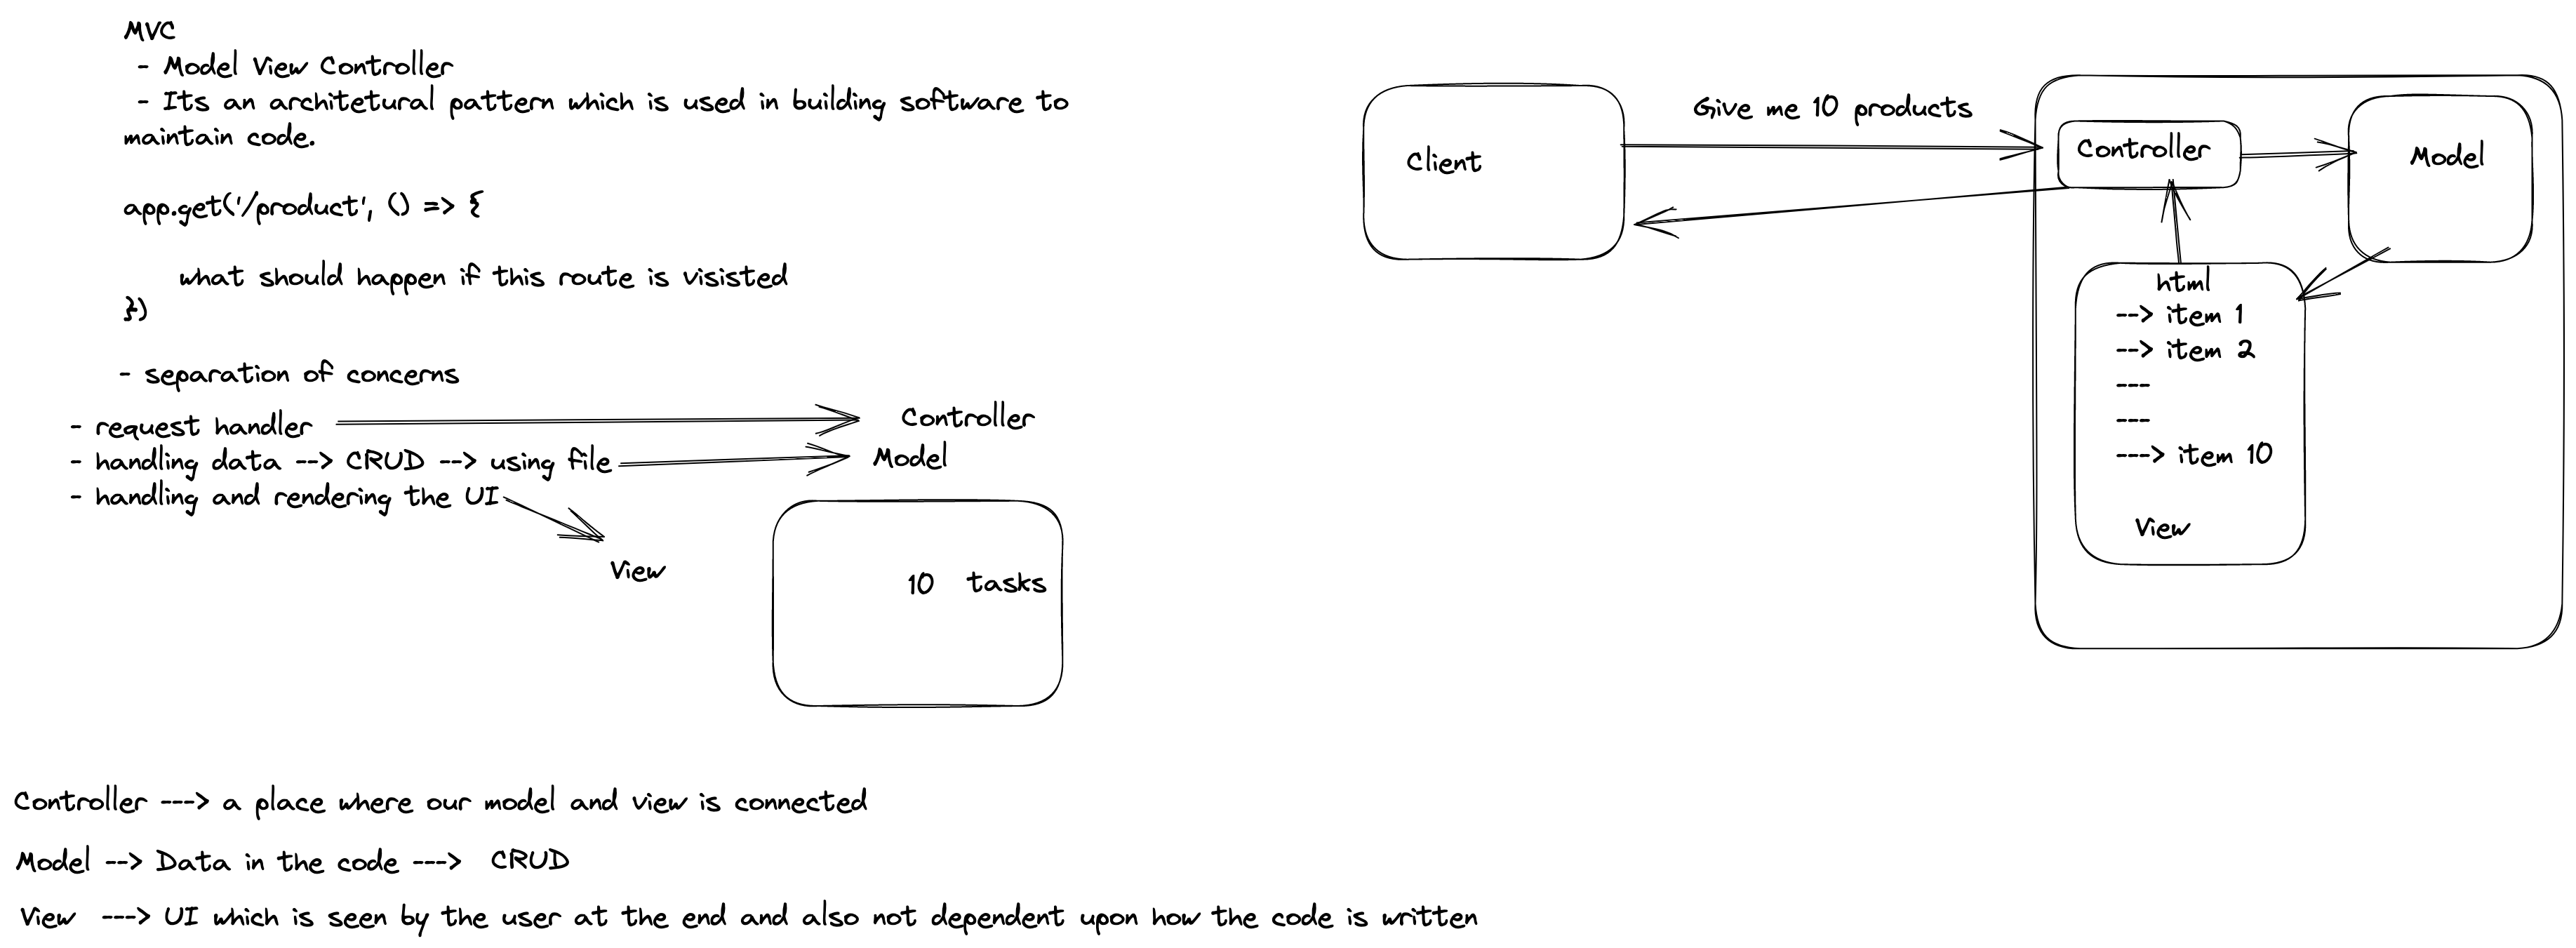 MVC
- Model View Controller
- Its an architetural pattern which is used in building software to
maintain code.
app.get('/product', () => {
what should happen if this route is visisted
})
- separation of concerns
- request handler
Controller
- handling data --> CRUD --> using file
Model
- handling and rendering the UI
View
10 tasks
Client
Give me 10 products
Controller
Model
html
--> item 1
--> item 2
---
---
---> item 10
View
Controller ---> a place where our model and view is connected
Model --> Data in the code ---> CRUD
View ---> UI which is seen by the user at the end and also not dependent upon how the code is written